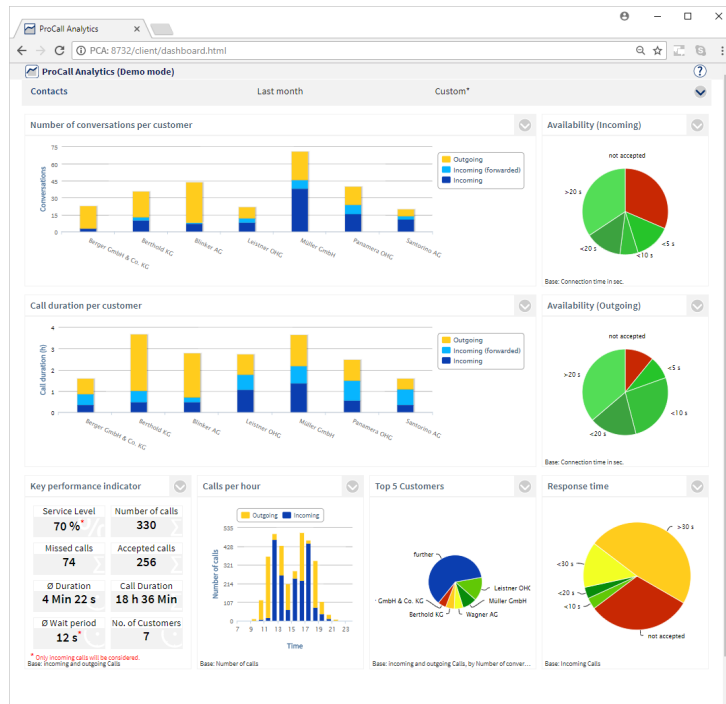 ProCall Analytics
PCA: 8732/client/dashboard.html
ProCall Analytics (Demo mode)
?
Contacts
Last month
Custom*
Number of conversations per customer
75
60
45
30
15
0
Conversations
Berger GmbH & Co. KG
Berthold KG
Blinker AG
Leistner OHG
Müller GmbH
Panamera OHG
Santorino AG
Outgoing
Incoming (forwarded)
Incoming
Availability (Incoming)
not accepted
>20 s
<5 s
<20 s
<10 s
Base: Connection time in sec.
Call duration per customer
4
3
2
1
0
Call duration (h)
Berger GmbH & Co. KG
Berthold KG
Blinker AG
Leistner OHG
Müller GmbH
Panamera OHG
Santorino AG
Outgoing
Incoming (forwarded)
Incoming
Availability (Outgoing)
not accepted
>20 s
<5 s
<10 s
<20 s
Base: Connection time in sec.
Key performance indicator
Service Level
70 %*
Number of calls
330
Missed calls
74
Accepted calls
256
Ø Duration
4 Min 22 s
Call Duration
18 h 36 Min
Ø Wait period
12 s*
No. of Customers
7
* Only incoming calls will be considered.
Base: incoming and outgoing Calls
Calls per hour
Outgoing
Incoming
535
428
321
214
107
0
Number of calls
7 9 11 13 15 17 19 21 23
Time
Base: Number of calls
Top 5 Customers
further
Leistner OHG
GmbH & Co. KG
Müller GmbH
Berthold KG
Wagner AG
Base: incoming and outgoing Calls, by Number of conver...
Response time
>30 s
<30 s
<20 s
<10 s
not accepted
Base: Incoming Calls